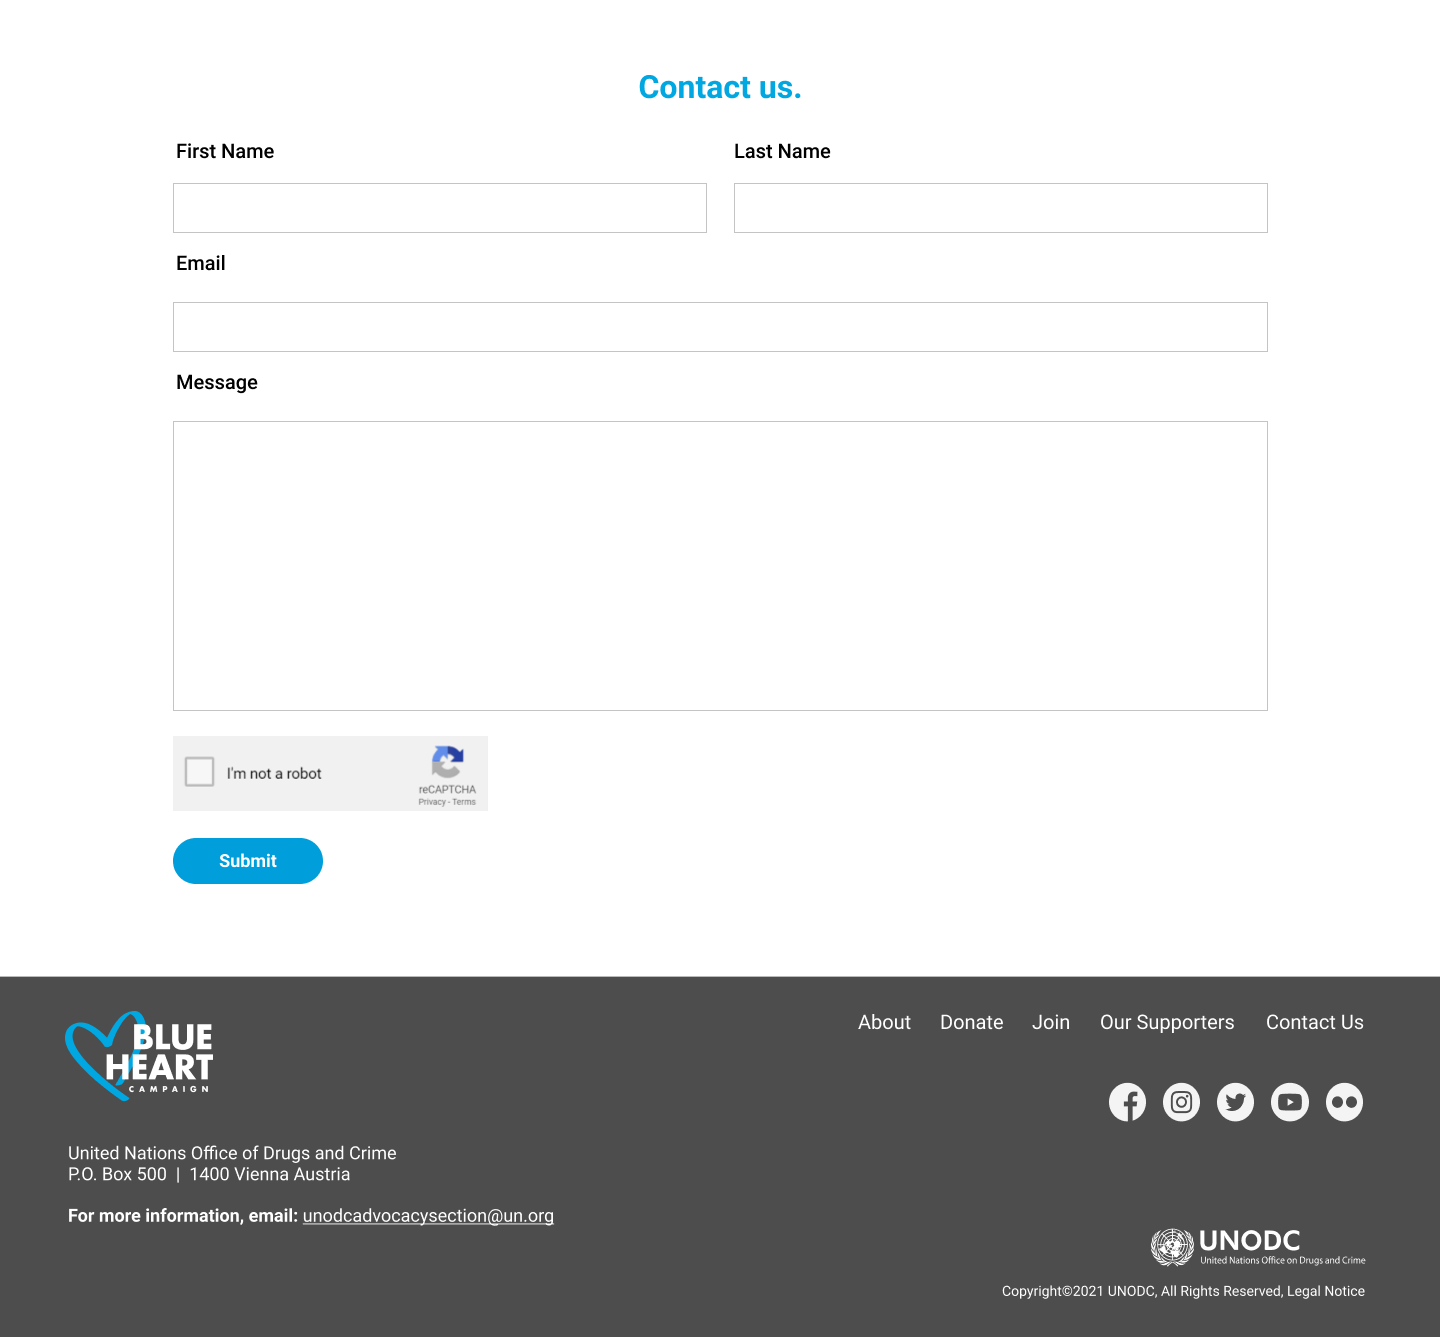 Contact us.
First Name
Last Name
Email
Message
I'm not a robot
reCAPTCHA
Privacy - Terms
Submit
BLUE
HEART
CAMPAIGN
About Donate Join Our Supporters Contact Us
United Nations Office of Drugs and Crime
P.O. Box 500 | 1400 Vienna Austria
For more information, email: unodcadvocacysection@un.org
UNODC
United Nations Office on Drugs and Crime
Copyright©2021 UNODC, All Rights Reserved, Legal Notice